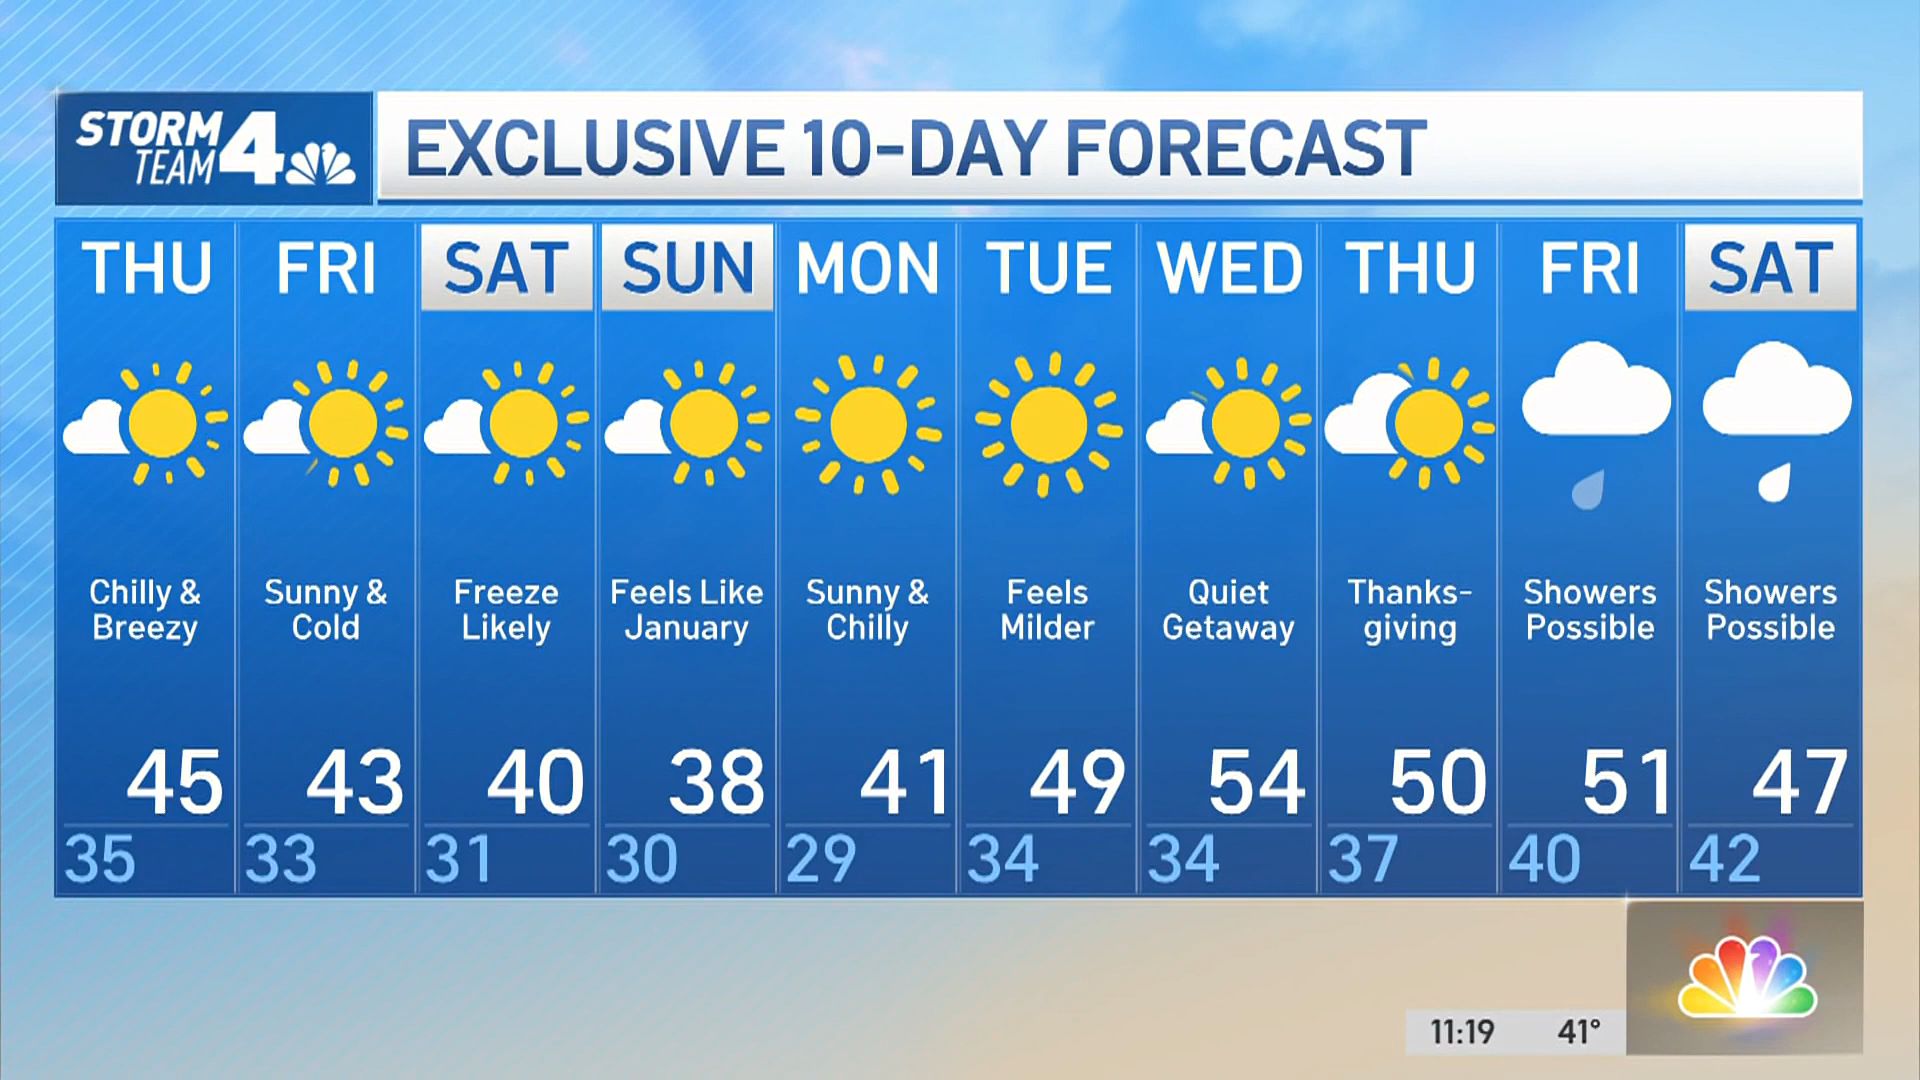 STORM
TEAM 4
EXCLUSIVE 10-DAY FORECAST
THU FRI SAT SUN MON TUE WED THU FRI SAT
Chilly &
Breezy
Sunny &
Cold
Freeze
Likely
Feels Like
January
Sunny &
Chilly
Feels
Milder
Quiet
Getaway
Thanks-
giving
Showers
Possible
Showers
Possible
45 43 40 38 41 49 54 50 51 47
35 33 31 30 29 34 34 37 40 42
11:19 41°